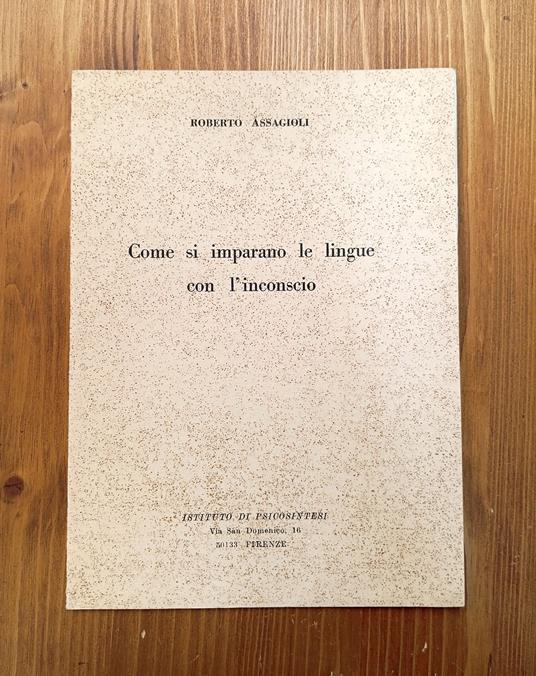 ROBERTO ASSAGIOLI
Come si imparano le lingue
con l'inconscio
ISTITUTO DI PSICOSINTESI
Via San Domenico, 16
50133 FIRENZE